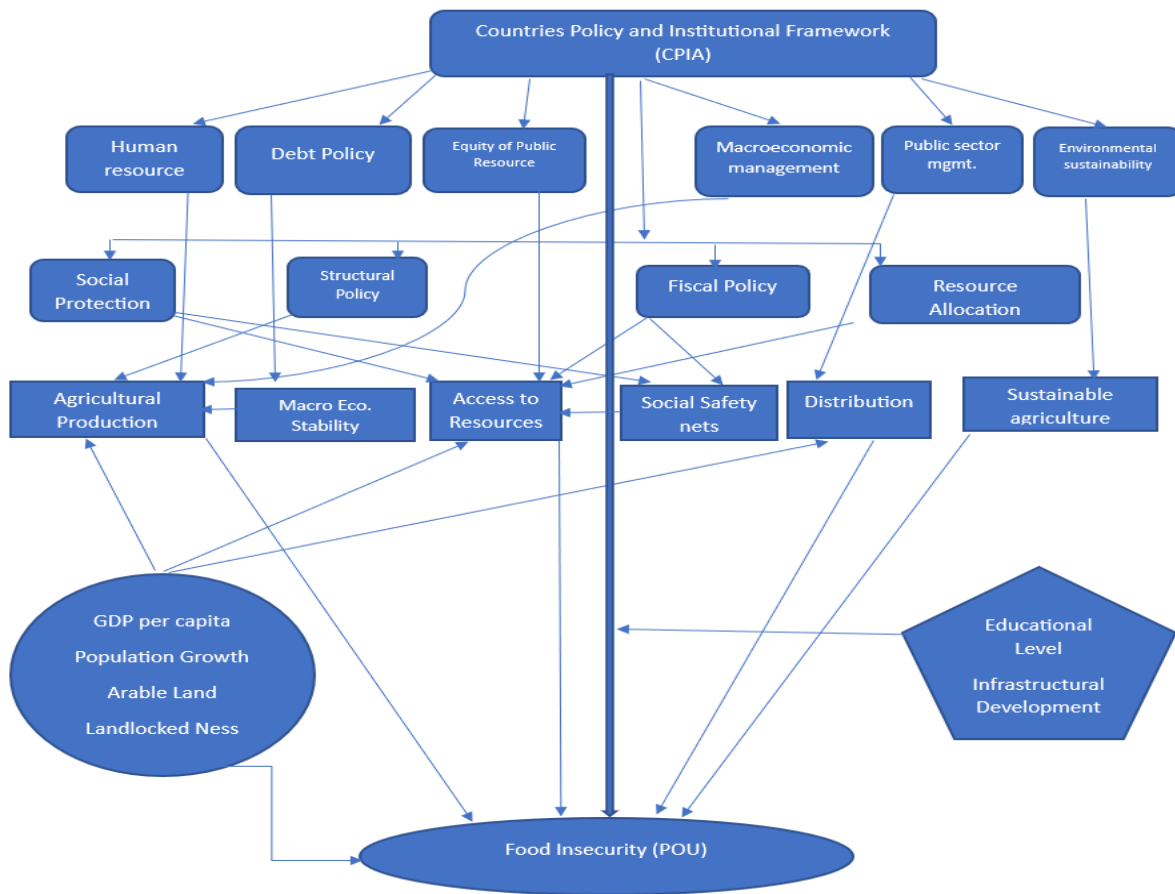 Countries Policy and Institutional Framework
(CPIA)
Human
resource
Debt Policy
Equity of Public
Resource
Macroeconomic
management
Public sector
mgmt.
Environmental
sustainability
Social
Protection
Structural
Policy
Fiscal Policy
Resource
Allocation
Agricultural
Production
Macro Eco.
Stability
Access to
Resources
Social Safety
nets
Distribution
Sustainable
agriculture
GDP per capita
Population Growth
Arable Land
Landlocked Ness
Educational
Level
Infrastructural
Development
Food Insecurity (POU)